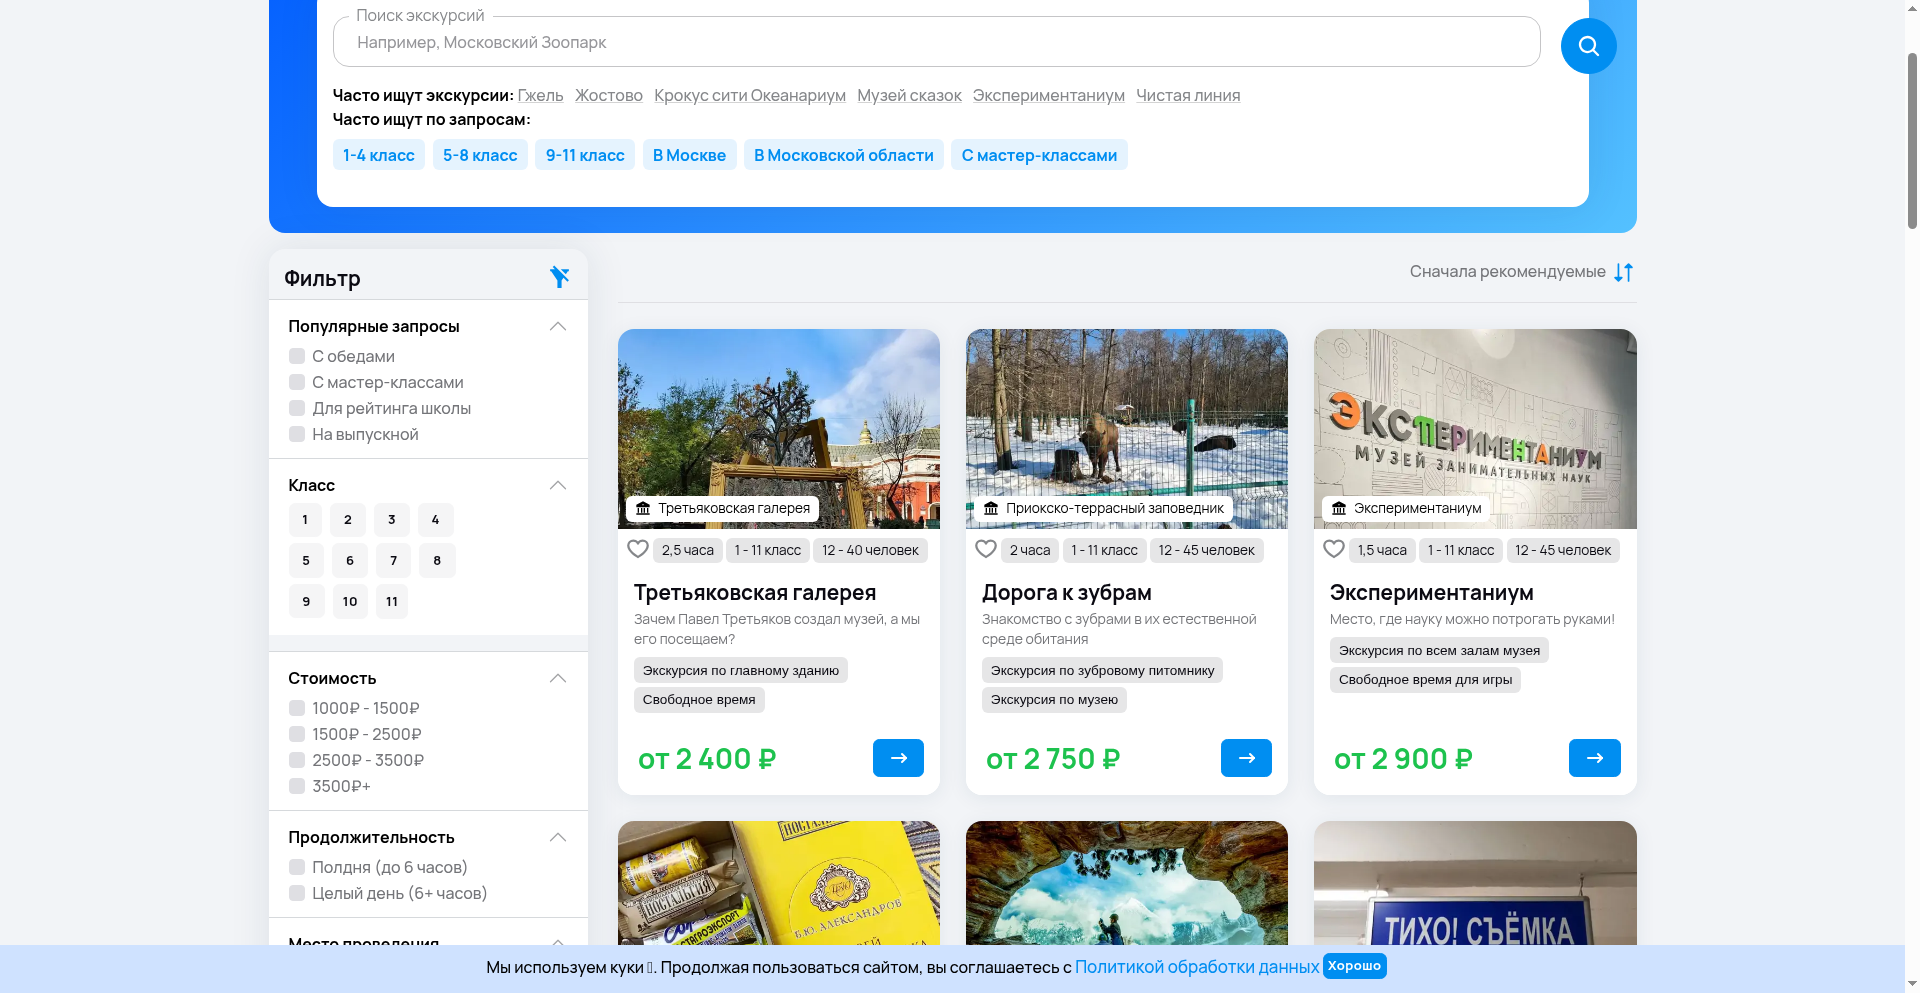 Поиск экскурсий
Например, Московский Зоопарк
Часто ищут экскурсии: Гжель Жостово Крокус сити Океанариум Музей сказок Экспериментаниум Чистая линия
Часто ищут по запросам:
1-4 класс 5-8 класс 9-11 класс В Москве В Московской области С мастер-классами
Фильтр
Популярные запросы
С обедами
С мастер-классами
Для рейтинга школы
На выпускной
Класс
1 2 3 4
5 6 7 8
9 10 11
Стоимость
1000₽ - 1500₽
1500₽ - 2500₽
2500₽ - 3500₽
3500₽+
Продолжительность
Полдня (до 6 часов)
Целый день (6+ часов)
Место проведения
Сначала рекомендуемые
Третьяковская галерея
2,5 часа 1 - 11 класс 12 - 40 человек
Третьяковская галерея
Зачем Павел Третьяков создал музей, а мы
его посещаем?
Экскурсия по главному зданию
Свободное время
от 2 400 ₽
Приокско-террасный заповедник
2 часа 1 - 11 класс 12 - 45 человек
Дорога к зубрам
Знакомство с зубрами в их естественной
среде обитания
Экскурсия по зубровому питомнику
Экскурсия по музею
от 2 750 ₽
ЭКСПЕРИМЕНТАНИУМ
МУЗЕЙ ЗАНИМАТЕЛЬНЫХ НАУК
Экспериментаниум
1,5 часа 1 - 11 класс 12 - 45 человек
Экспериментаниум
Место, где науку можно потрогать руками!
Экскурсия по всем залам музея
Свободное время для игры
от 2 900 ₽
НОСТАЛЬГИЯ
Б.Ю. АЛЕКСАНДРОВ
ТИХО! СЪЁМКА
Мы используем куки . Продолжая пользоваться сайтом, вы соглашаетесь с Политикой обработки данных Хорошо